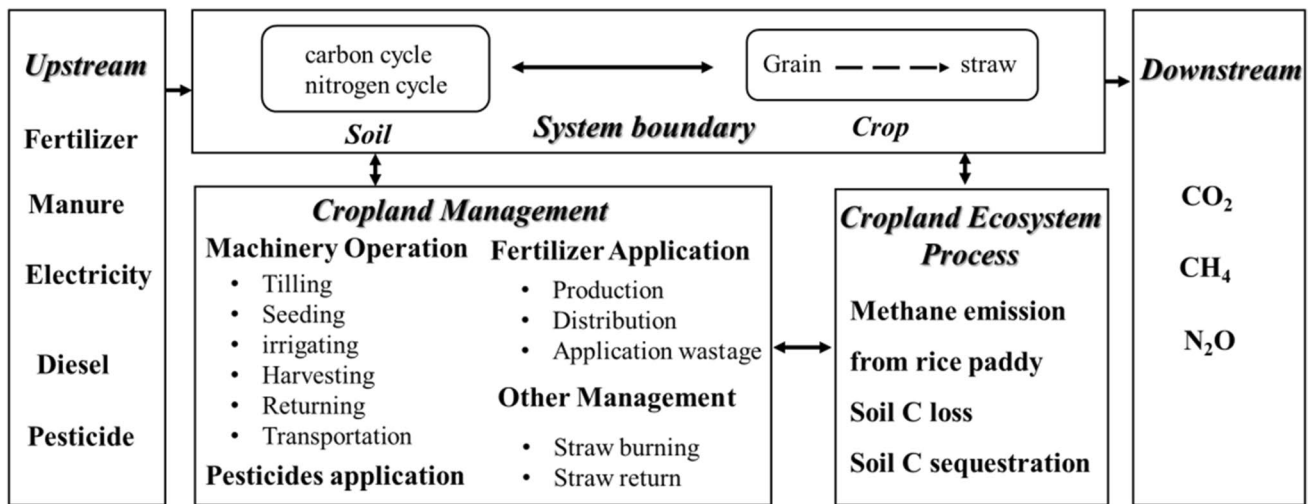 Upstream
Fertilizer
Manure
Electricity
Diesel
Pesticide
carbon cycle
nitrogen cycle
Soil
System boundary
Grain
straw
Crop
Cropland Management
Machinery Operation
• Tilling
• Seeding
• irrigating
• Harvesting
• Returning
• Transportation
Pesticides application
Fertilizer Application
• Production
• Distribution
• Application wastage
Other Management
• Straw burning
• Straw return
Cropland Ecosystem
Process
Methane emission
from rice paddy
Soil C loss
Soil C sequestration
Downstream
CO₂
CH₄
N₂O